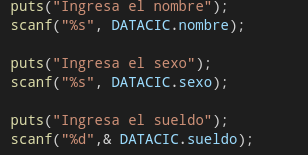 puts("Ingresa el nombre");
scanf("%s", DATACIC.nombre);
puts("Ingresa el sexo");
scanf("%s", DATACIC.sexo);
puts("Ingresa el sueldo");
scanf("%d",& DATACIC.sueldo);